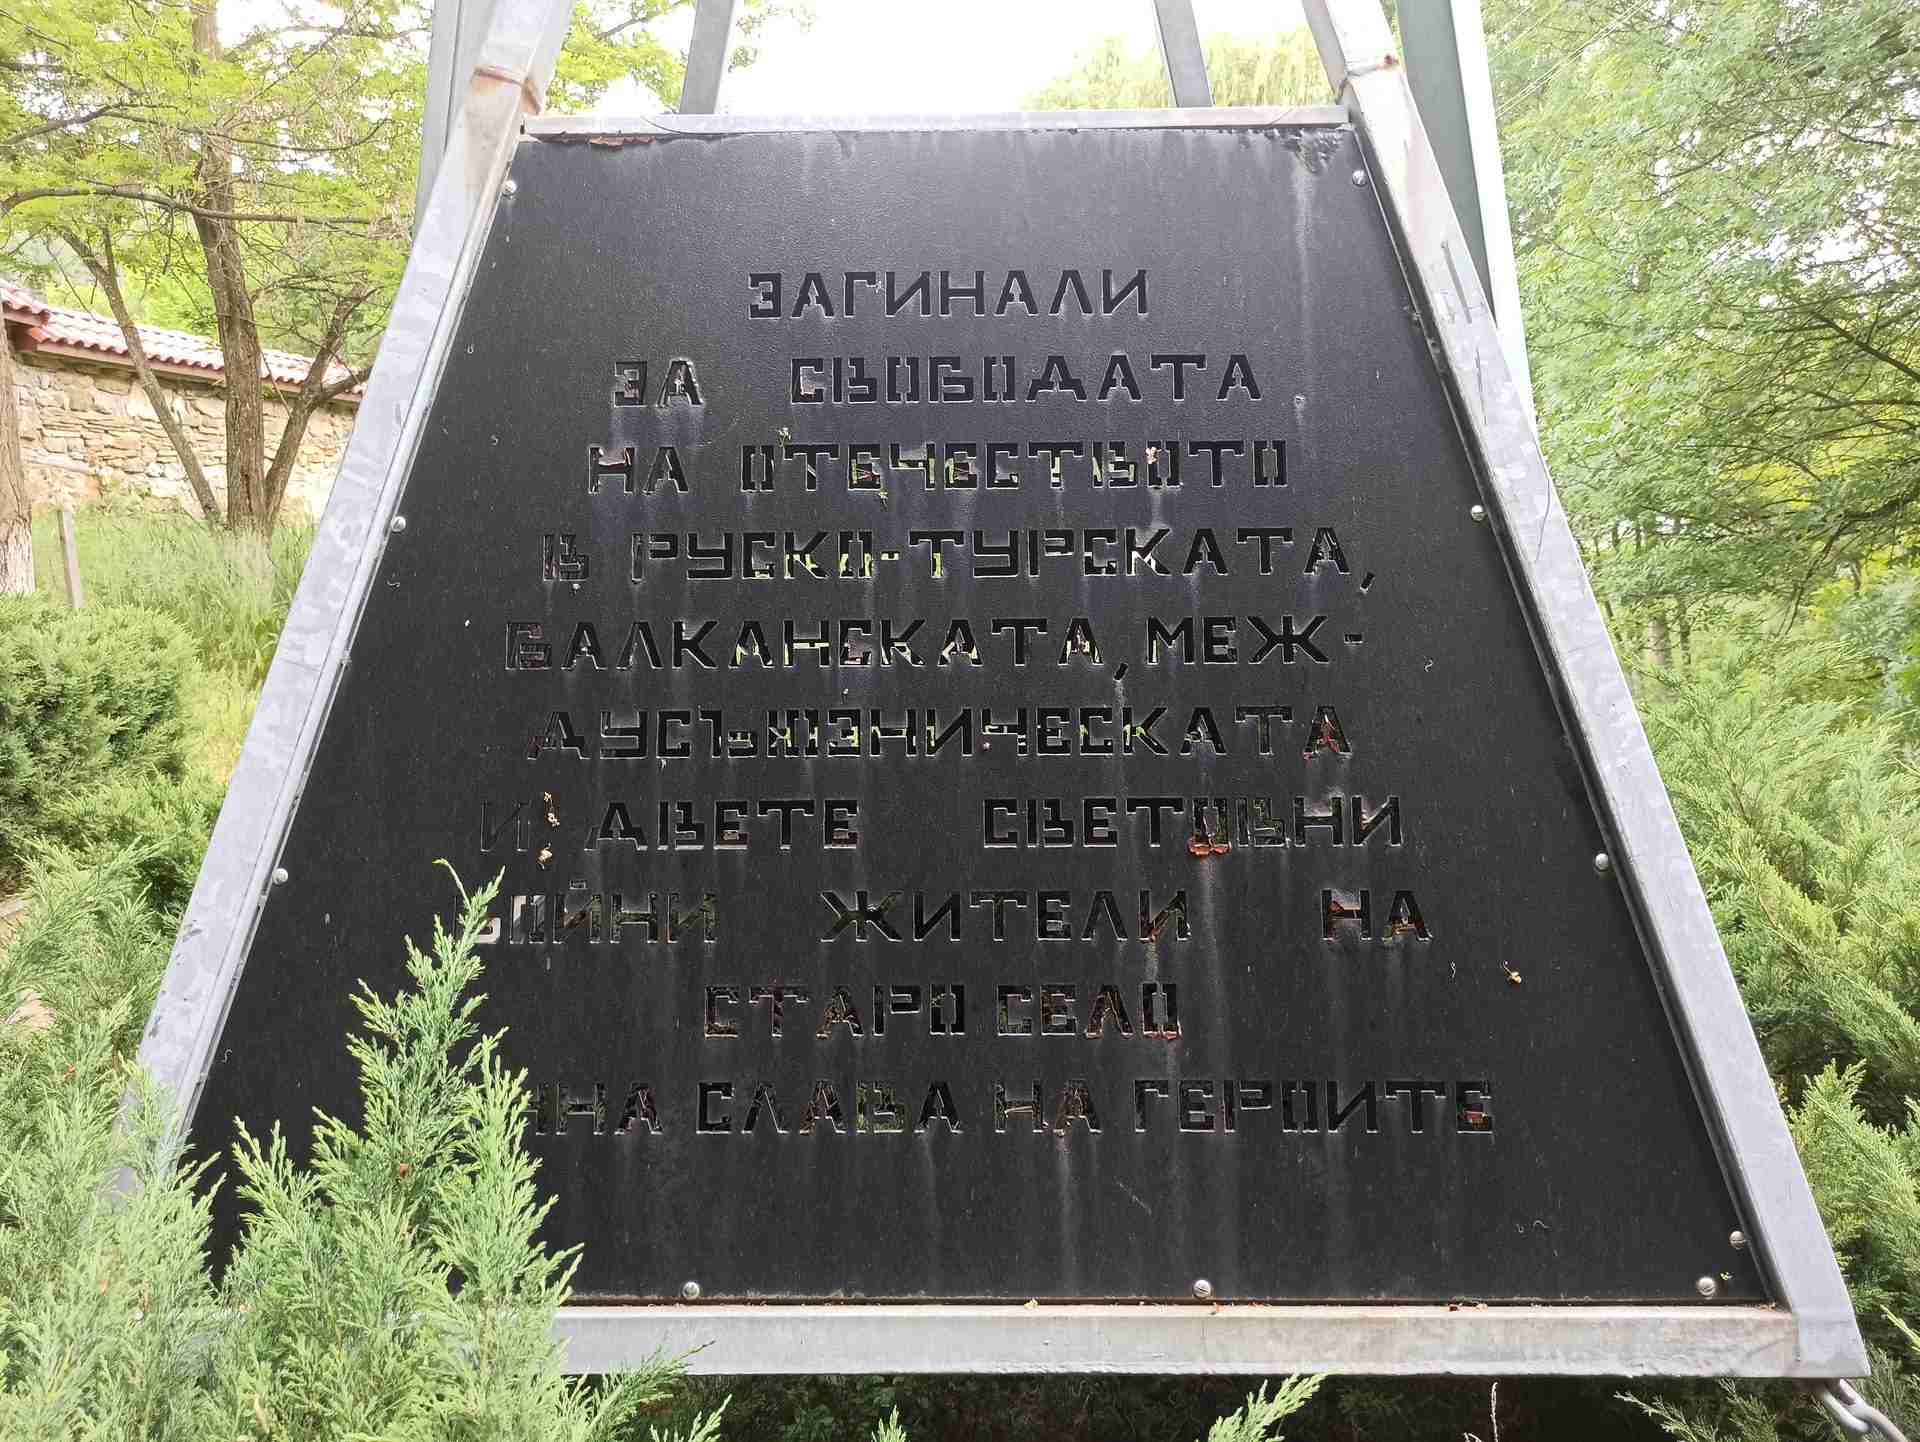 ЗАГИНАЛИ
ЗА СВОБОДАТА
НА ОТЕЧЕСТВОТО
В РУСКО-ТУРСКАТА,
БАЛКАНСКАТА, МЕЖ-
ДУСЪЮЗНИЧЕСКАТА
И ДВЕТЕ СВЕТОВНИ
ВОЙНИ ЖИТЕЛИ НА
СТАРО СЕЛО
СЛАВА НА ГЕРОИТЕ